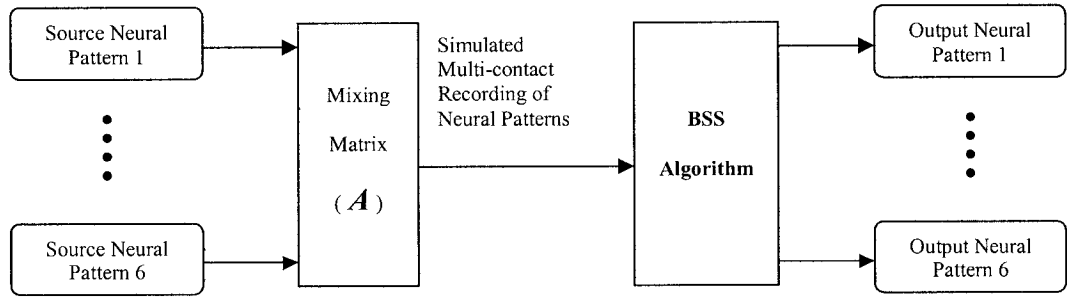 Source Neural
Pattern 1
Source Neural
Pattern 6
Mixing
Matrix
( A )
Simulated
Multi-contact
Recording of
Neural Patterns
BSS
Algorithm
Output Neural
Pattern 1
Output Neural
Pattern 6